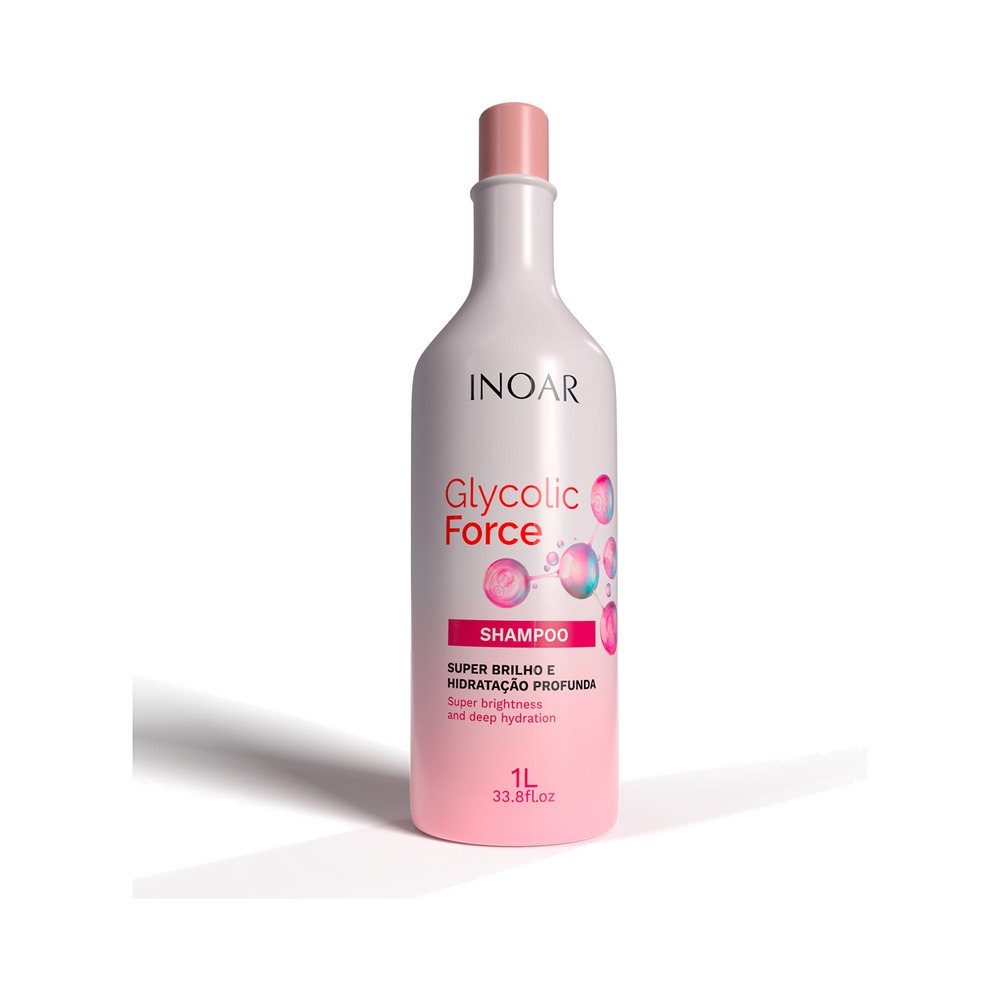 INOAR
Glycolic
Force
SHAMPOO
SUPER BRILHO E
HIDRATAÇÃO PROFUNDA
Super brightness
and deep hydration
1L
33.8fl.oz